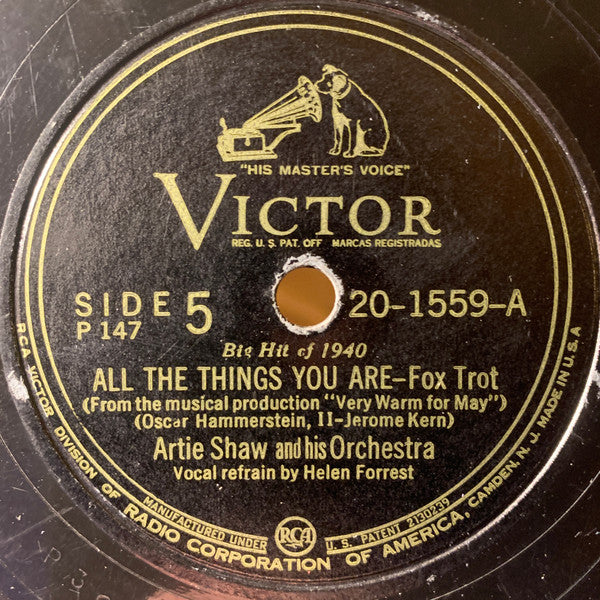 "HIS MASTER'S VOICE"
VICTOR
REG. U. S. PAT. OFF MARCAS REGISTRADAS
SIDE 5 20-1559-A
P 147
Big Hit of 1940
ALL THE THINGS YOU ARE-Fox Trot
(From the musical production "Very Warm for May")
(Oscar Hammerstein, II-Jerome Kern)
Artie Shaw and his Orchestra
Vocal refrain by Helen Forrest
MANUFACTURED UNDER RCA U.S. PATENT 2130239
RCA VICTOR DIVISION OF RADIO CORPORATION OF AMERICA, CAMDEN, N. J. MADE IN U.S.A